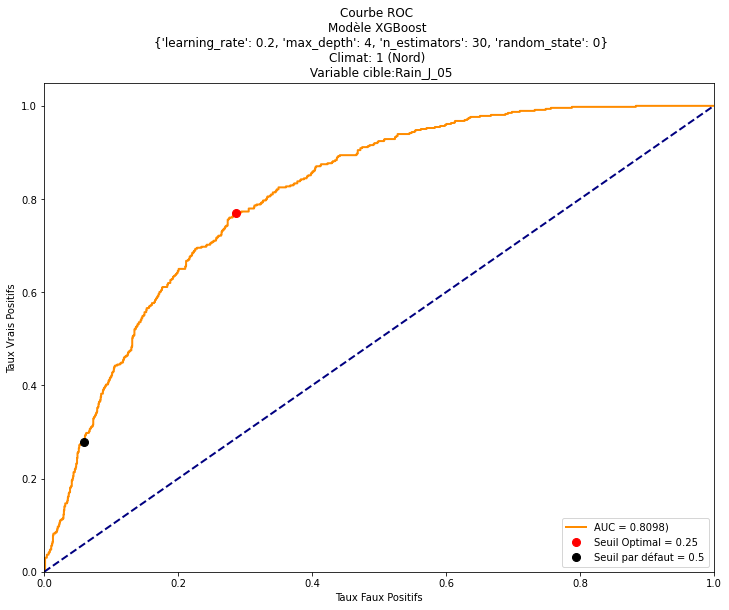 Courbe ROC
Modèle XGBoost
{'learning_rate': 0.2, 'max_depth': 4, 'n_estimators': 30, 'random_state': 0}
Climat: 1 (Nord)
Variable cible:Rain_J_05
Taux Vrais Positifs
1.0
0.8
0.6
0.4
0.2
0.0
0.0
0.2
0.4
0.6
0.8
1.0
Taux Faux Positifs
AUC = 0.8098)
Seuil Optimal = 0.25
Seuil par défaut = 0.5